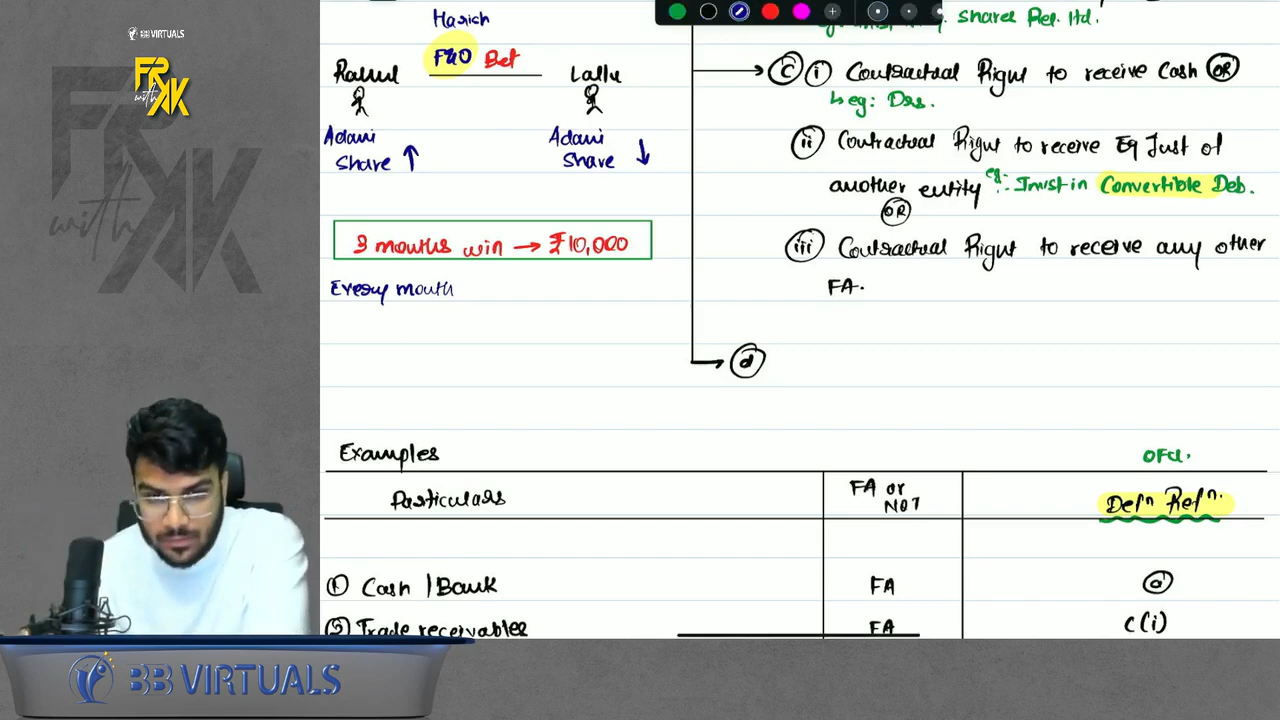 BB VIRTUALS
FR
with
AK
Harish
F&O Bet
Rahul
Lallu
Adani
Share ↑
Adani
Share ↓
3 months win → ₹10,000
Every month
shares Rel. ltd.
(c) (i) Contractual Right to receive Cash (OR)
↳ eg: Drs.
(ii) Contractual Right to receive Eq Inst of
another entity eg:- Invst in Convertible Deb.
(OR)
(iii) Contractual Right to receive any other
FA.
(d)
Examples
OFa.
Particulars
FA or
NOT
Defn Refn.
(1) Cash / Bank FA (a)
(2) Trade receivables FA c(i)
BB VIRTUALS